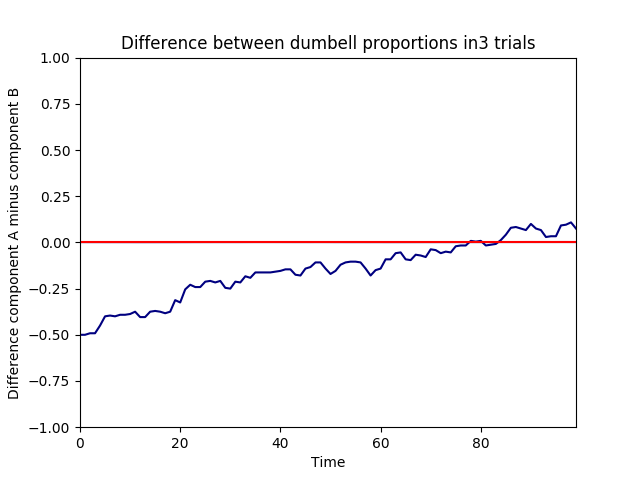 Difference between dumbell proportions in3 trials
Difference component A minus component B
1.00
0.75
0.50
0.25
0.00
−0.25
−0.50
−0.75
−1.00
0 20 40 60 80
Time